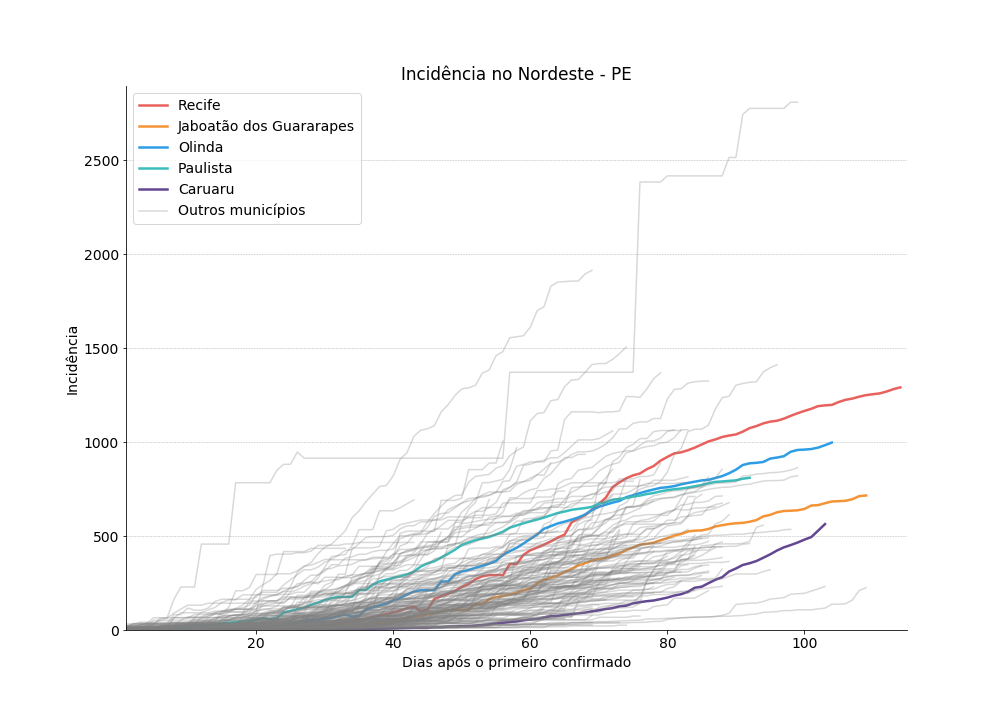 Incidência no Nordeste - PE
Recife
Jaboatão dos Guararapes
Olinda
Paulista
Caruaru
Outros municípios
2500
2000
1500
1000
500
0
Incidência
20 40 60 80 100
Dias após o primeiro confirmado